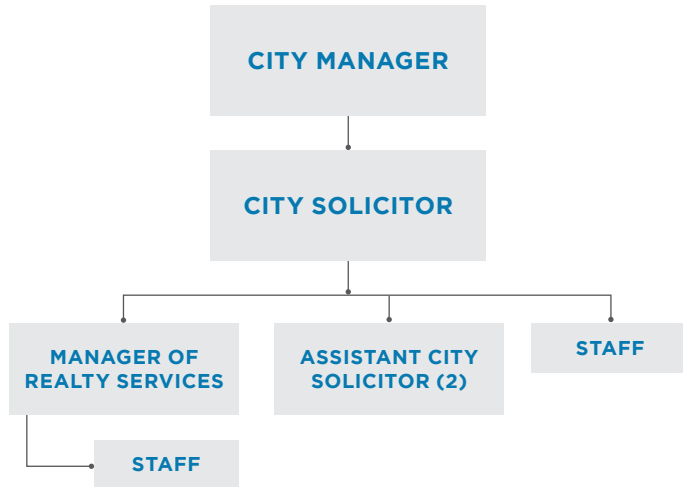 CITY MANAGER
CITY SOLICITOR
MANAGER OF
REALTY SERVICES
ASSISTANT CITY
SOLICITOR (2)
STAFF
STAFF